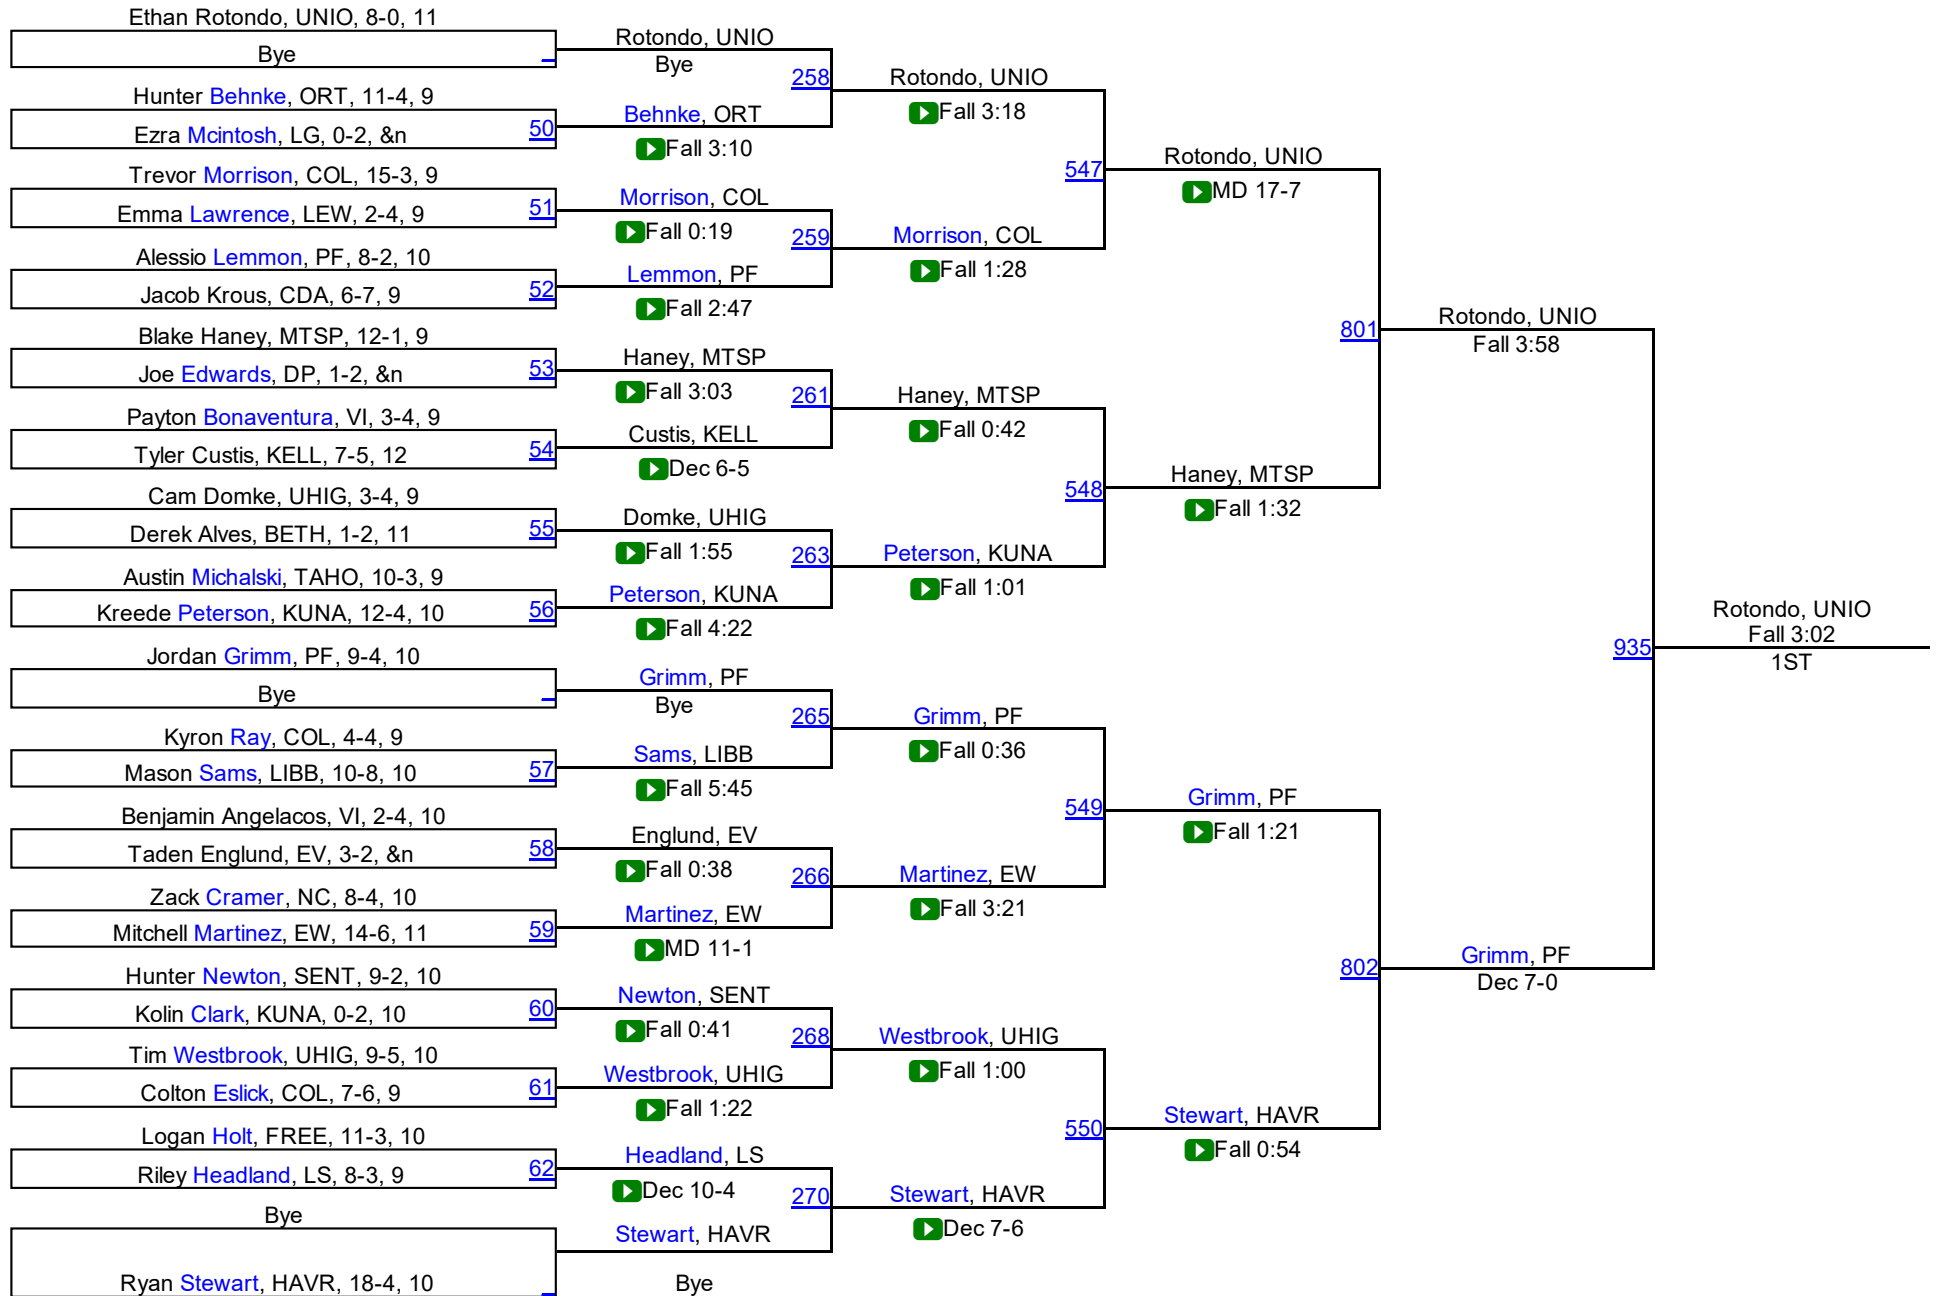 Ethan Rotondo, UNIO, 8-0, 11
Bye
Hunter Behnke, ORT, 11-4, 9
Ezra Mcintosh, LG, 0-2, &n
50
Trevor Morrison, COL, 15-3, 9
Emma Lawrence, LEW, 2-4, 9
51
Alessio Lemmon, PF, 8-2, 10
Jacob Krous, CDA, 6-7, 9
52
Blake Haney, MTSP, 12-1, 9
Joe Edwards, DP, 1-2, &n
53
Payton Bonaventura, VI, 3-4, 9
Tyler Custis, KELL, 7-5, 12
54
Cam Domke, UHIG, 3-4, 9
Derek Alves, BETH, 1-2, 11
55
Austin Michalski, TAHO, 10-3, 9
Kreede Peterson, KUNA, 12-4, 10
56
Jordan Grimm, PF, 9-4, 10
Bye
Kyron Ray, COL, 4-4, 9
Mason Sams, LIBB, 10-8, 10
57
Benjamin Angelacos, VI, 2-4, 10
Taden Englund, EV, 3-2, &n
58
Zack Cramer, NC, 8-4, 10
Mitchell Martinez, EW, 14-6, 11
59
Hunter Newton, SENT, 9-2, 10
Kolin Clark, KUNA, 0-2, 10
60
Tim Westbrook, UHIG, 9-5, 10
Colton Eslick, COL, 7-6, 9
61
Logan Holt, FREE, 11-3, 10
Riley Headland, LS, 8-3, 9
62
Bye
Ryan Stewart, HAVR, 18-4, 10
Rotondo, UNIO
Bye
258
Behnke, ORT
Fall 3:10
Morrison, COL
Fall 0:19
259
Lemmon, PF
Fall 2:47
Haney, MTSP
Fall 3:03
261
Custis, KELL
Dec 6-5
Domke, UHIG
Fall 1:55
263
Peterson, KUNA
Fall 4:22
Grimm, PF
Bye
265
Sams, LIBB
Fall 5:45
Englund, EV
Fall 0:38
266
Martinez, EW
MD 11-1
Newton, SENT
Fall 0:41
268
Westbrook, UHIG
Fall 1:22
Headland, LS
Dec 10-4
270
Stewart, HAVR
Bye
Rotondo, UNIO
Fall 3:18
547
Morrison, COL
Fall 1:28
Haney, MTSP
Fall 0:42
548
Peterson, KUNA
Fall 1:01
Grimm, PF
Fall 0:36
549
Martinez, EW
Fall 3:21
Westbrook, UHIG
Fall 1:00
550
Stewart, HAVR
Dec 7-6
Rotondo, UNIO
MD 17-7
801
Haney, MTSP
Fall 1:32
Grimm, PF
Fall 1:21
802
Stewart, HAVR
Fall 0:54
Rotondo, UNIO
Fall 3:58
935
Grimm, PF
Dec 7-0
Rotondo, UNIO
Fall 3:02
1ST